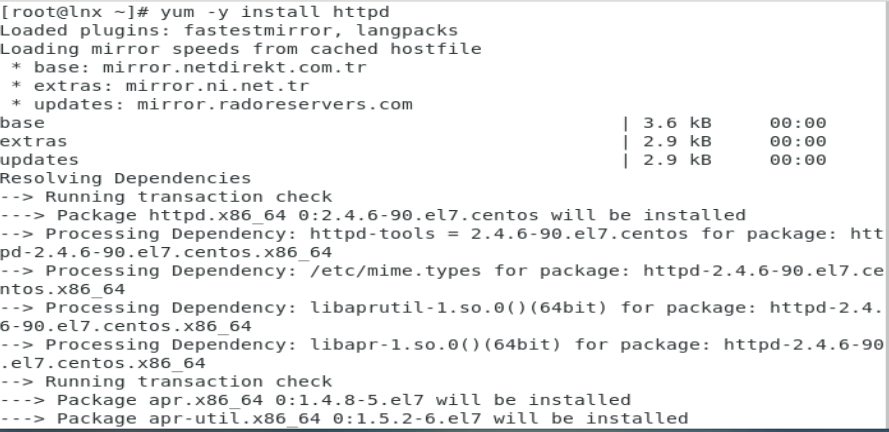 [root@lnx ~]# yum -y install httpd
Loaded plugins: fastestmirror, langpacks
Loading mirror speeds from cached hostfile
 * base: mirror.netdirekt.com.tr
 * extras: mirror.ni.net.tr
 * updates: mirror.radoreservers.com
base                                                     | 3.6 kB     00:00
extras                                                   | 2.9 kB     00:00
updates                                                  | 2.9 kB     00:00
Resolving Dependencies
--> Running transaction check
---> Package httpd.x86_64 0:2.4.6-90.el7.centos will be installed
--> Processing Dependency: httpd-tools = 2.4.6-90.el7.centos for package: htt
pd-2.4.6-90.el7.centos.x86_64
--> Processing Dependency: /etc/mime.types for package: httpd-2.4.6-90.el7.ce
ntos.x86_64
--> Processing Dependency: libaprutil-1.so.0()(64bit) for package: httpd-2.4.
6-90.el7.centos.x86_64
--> Processing Dependency: libapr-1.so.0()(64bit) for package: httpd-2.4.6-90
.el7.centos.x86_64
--> Running transaction check
---> Package apr.x86_64 0:1.4.8-5.el7 will be installed
---> Package apr-util.x86_64 0:1.5.2-6.el7 will be installed